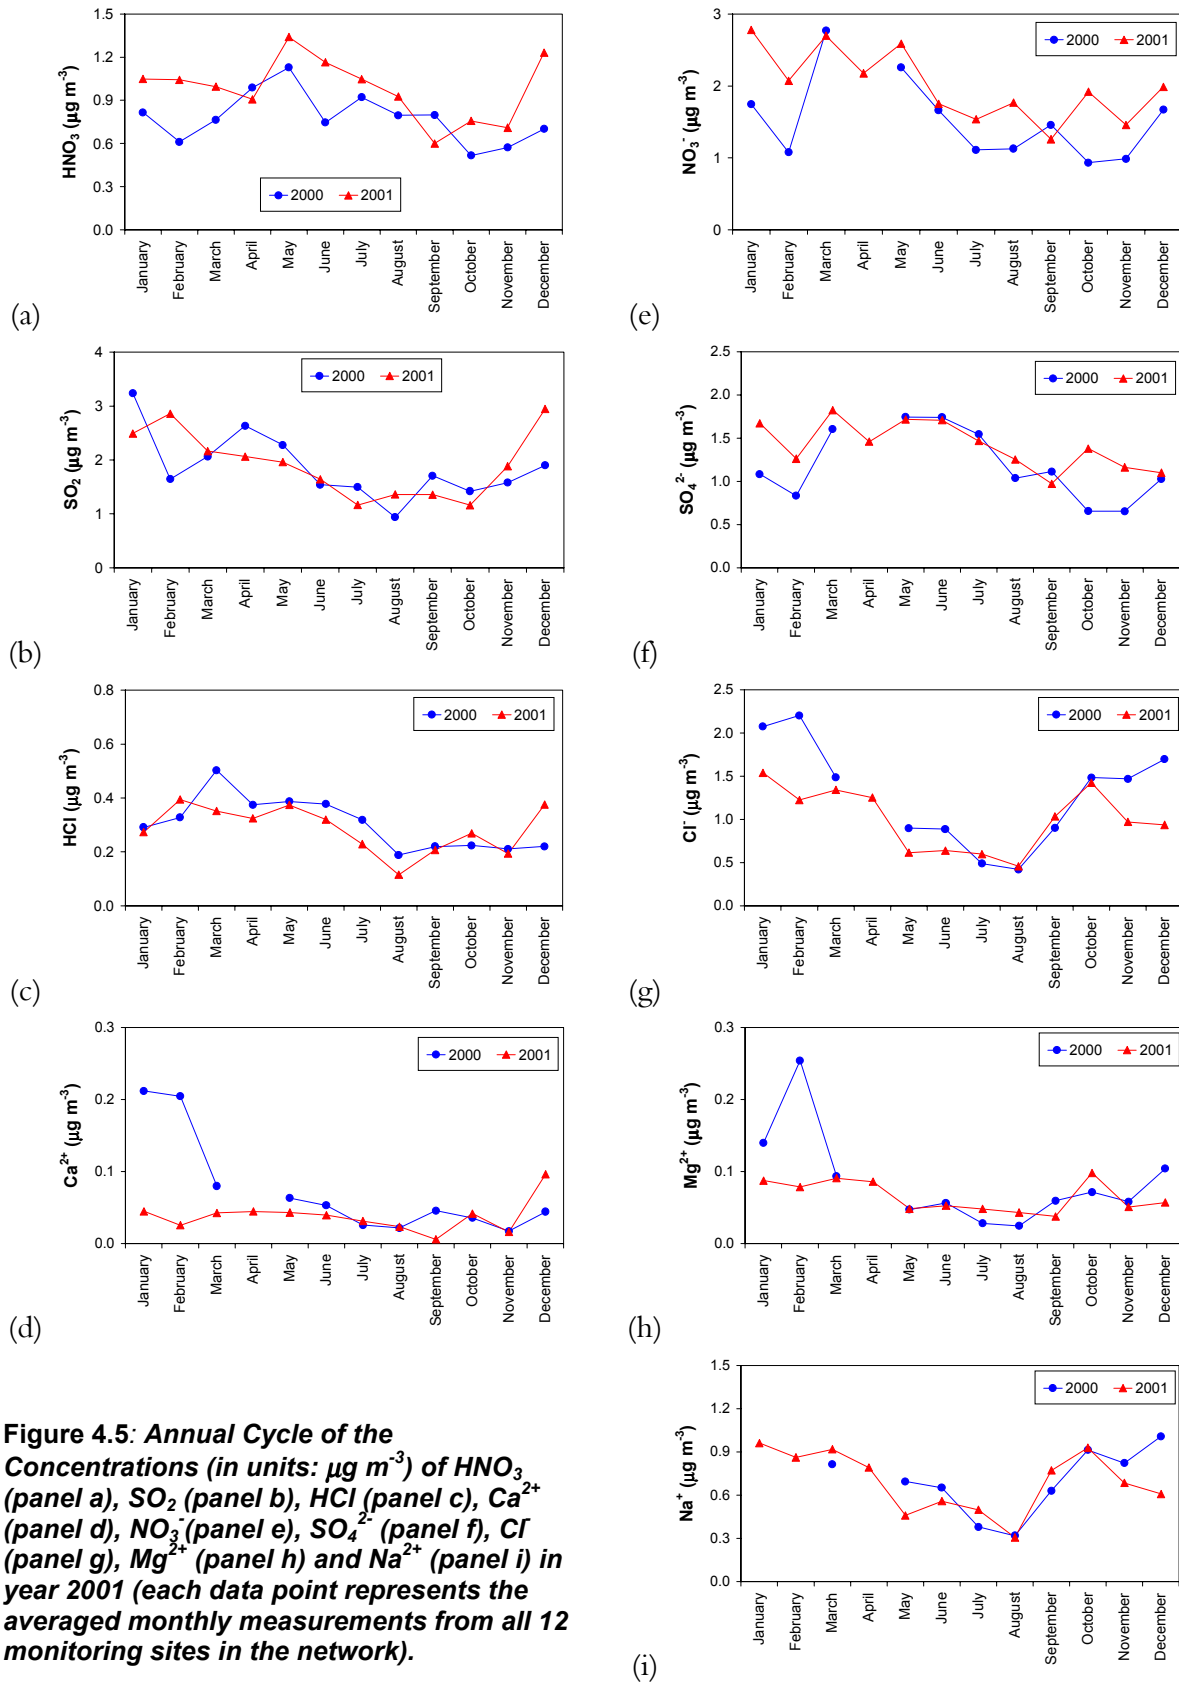 1.5
1.2
0.9
0.6
0.3
0.0
HNO₃ (µg m⁻³)
2000 2001
January February March April May June July August September October November December
(a)
3
2
1
0
NO₃⁻ (µg m⁻³)
2000 2001
January February March April May June July August September October November December
(e)
4
3
2
1
0
SO₂ (µg m⁻³)
2000 2001
January February March April May June July August September October November December
(b)
2.5
2.0
1.5
1.0
0.5
0.0
SO₄²⁻ (µg m⁻³)
2000 2001
January February March April May June July August September October November December
(f)
0.8
0.6
0.4
0.2
0.0
HCl (µg m⁻³)
2000 2001
January February March April May June July August September October November December
(c)
2.5
2.0
1.5
1.0
0.5
0.0
Cl⁻ (µg m⁻³)
2000 2001
January February March April May June July August September October November December
(g)
0.3
0.2
0.1
0.0
Ca²⁺ (µg m⁻³)
2000 2001
January February March April May June July August September October November December
(d)
0.3
0.2
0.1
0.0
Mg²⁺ (µg m⁻³)
2000 2001
January February March April May June July August September October November December
(h)
1.5
1.2
0.9
0.6
0.3
0.0
Na⁺ (µg m⁻³)
2000 2001
January February March April May June July August September October November December
(i)
Figure 4.5: Annual Cycle of the
Concentrations (in units: µg m⁻³) of HNO₃
(panel a), SO₂ (panel b), HCl (panel c), Ca²⁺
(panel d), NO₃⁻(panel e), SO₄²⁻ (panel f), Cl⁻
(panel g), Mg²⁺ (panel h) and Na²⁺ (panel i) in
year 2001 (each data point represents the
averaged monthly measurements from all 12
monitoring sites in the network).